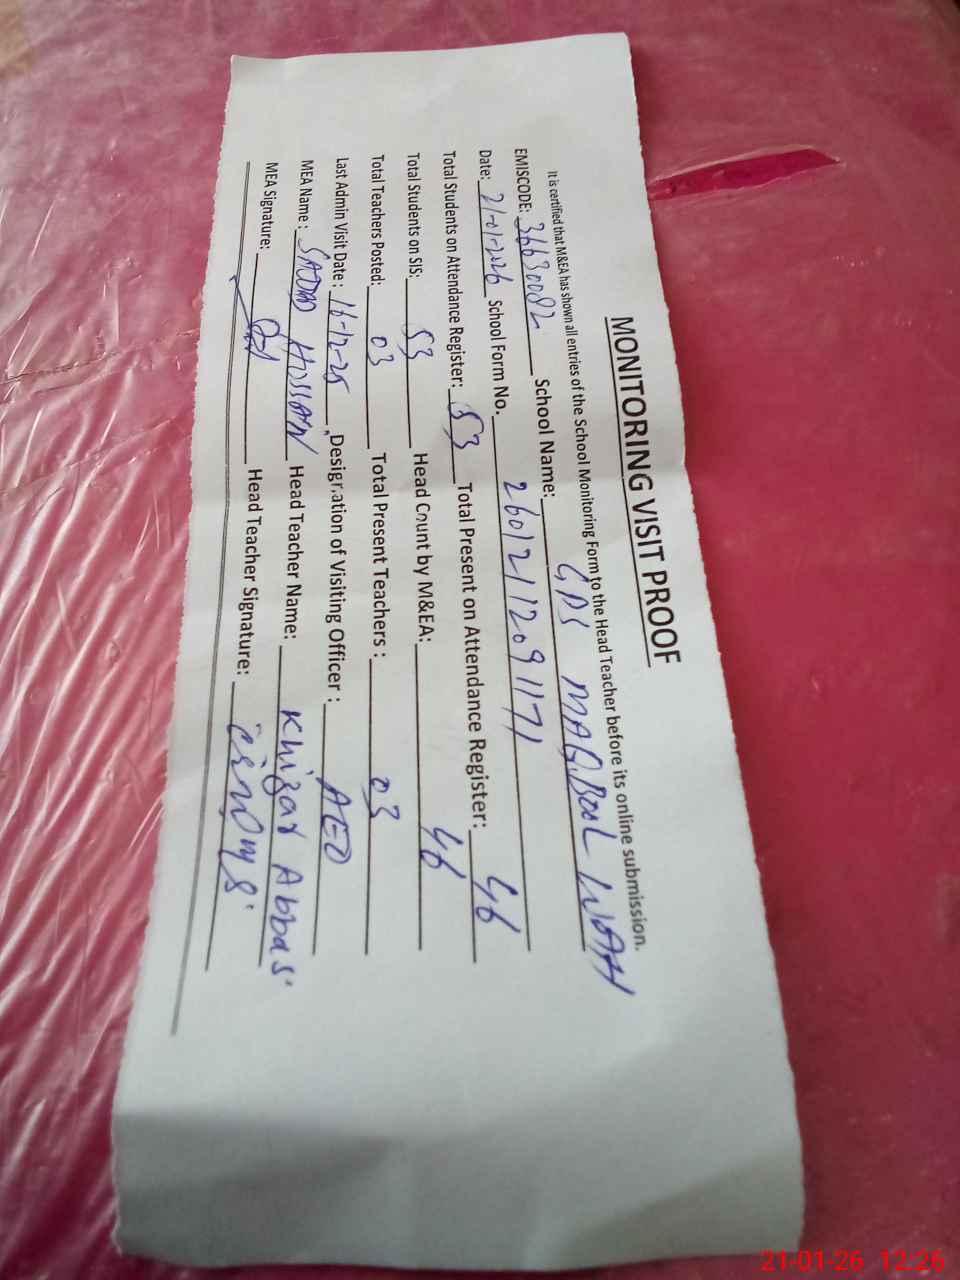 MONITORING VISIT PROOF
It is certified that M&EA has shown all entries of the School Monitoring Form to the Head Teacher before its online submission.
EMISCODE: 36630082 School Name: GPS MAQBOOL WAH
Date: 21-01-2026 School Form No. 26012112091171
Total Students on Attendance Register: 53 Total Present on Attendance Register: 46
Total Students on SIS: 53 Head Count by M&EA: 46
Total Teachers Posted: 03 Total Present Teachers : 03
Last Admin Visit Date : 16-12-25 Designation of Visiting Officer : AEO
MEA Name : SAJJAD HUSSAIN Head Teacher Name: Khizar Abbas
MEA Signature: Head Teacher Signature:
21-01-26 12:26